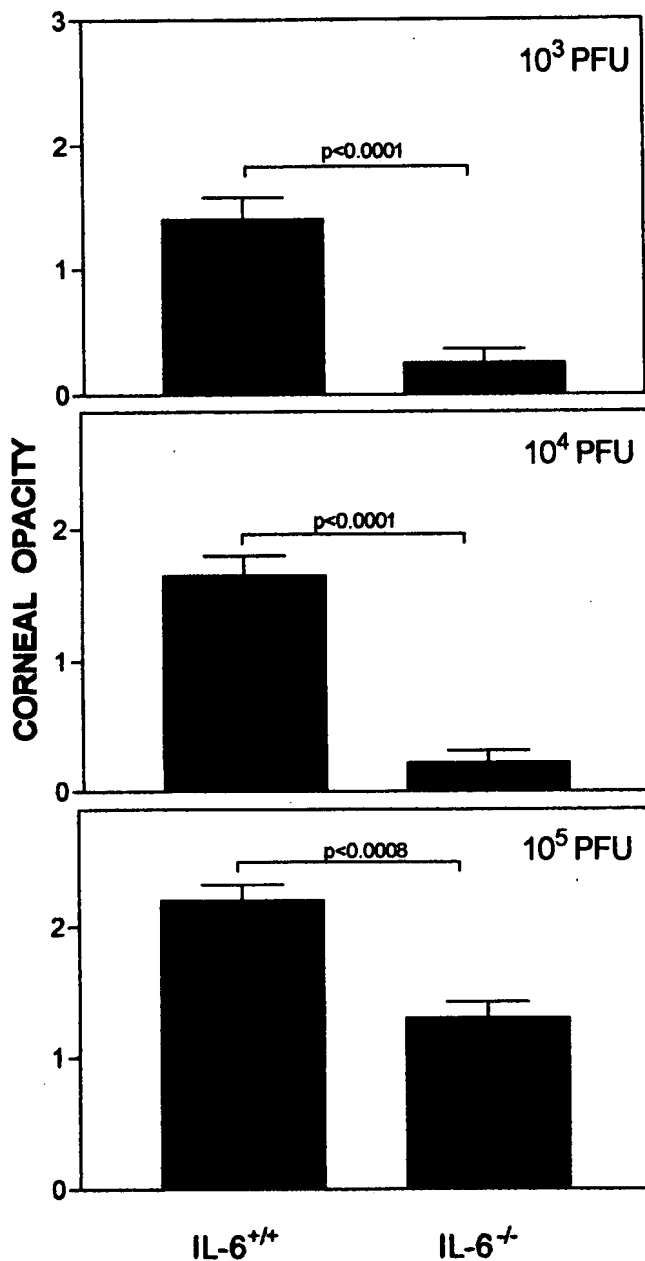 3
10³ PFU
2
p<0.0001
1
0
10⁴ PFU
2
p<0.0001
1
0
CORNEAL OPACITY
10⁵ PFU
p<0.0008
2
1
0
IL-6⁺/⁺ IL-6⁻/⁻